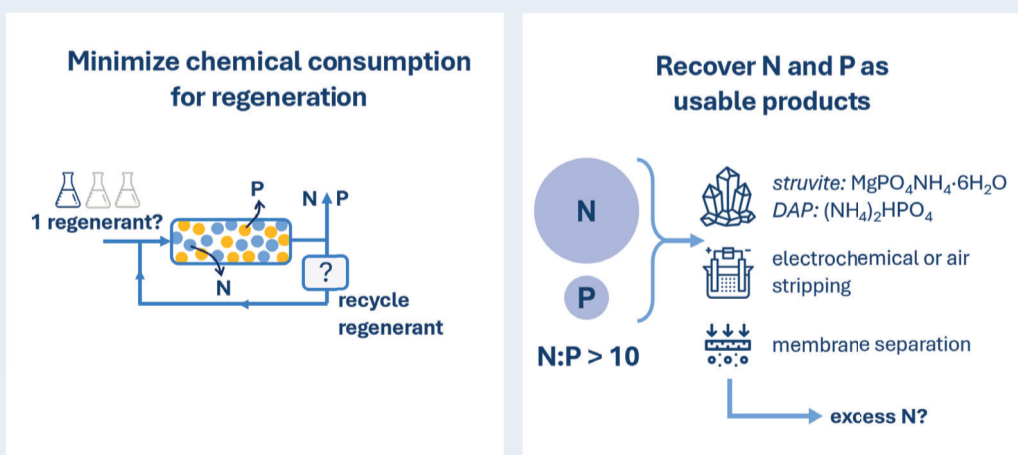 Minimize chemical consumption
for regeneration
1 regenerant?
P
N
N P
?
recycle
regenerant
Recover N and P as
usable products
N
P
N:P > 10
struvite: MgPO₄NH₄·6H₂O
DAP: (NH₄)₂HPO₄
electrochemical or air
stripping
membrane separation
excess N?